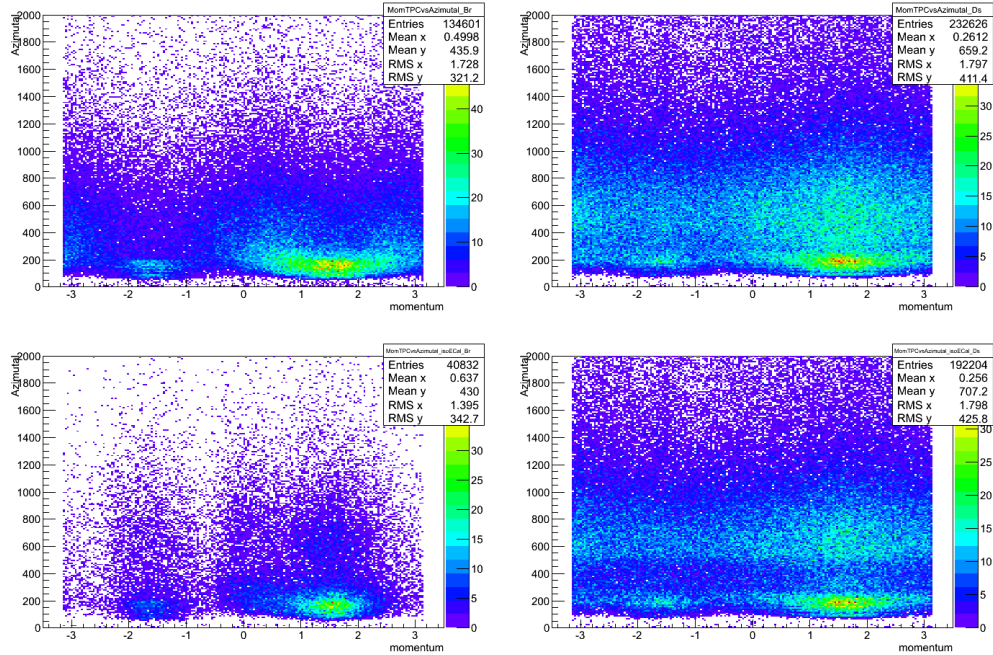 MomTPCvsAzimutal_Br
Entries 134601
Mean x 0.4998
Mean y 435.9
RMS x 1.728
RMS y 321.2
Azimutal
2000
1800
1600
1400
1200
1000
800
600
400
200
0
-3 -2 -1 0 1 2 3
momentum
40
30
20
10
0
MomTPCvsAzimutal_Ds
Entries 232626
Mean x 0.2612
Mean y 659.2
RMS x 1.797
RMS y 411.4
Azimutal
2000
1800
1600
1400
1200
1000
800
600
400
200
0
-3 -2 -1 0 1 2 3
momentum
30
25
20
15
10
5
0
MomTPCvsAzimutal_isoECal_Br
Entries 40832
Mean x 0.637
Mean y 430
RMS x 1.395
RMS y 342.7
Azimutal
2000
1800
1600
1400
1200
1000
800
600
400
200
0
-3 -2 -1 0 1 2 3
momentum
30
25
20
15
10
5
0
MomTPCvsAzimutal_isoECal_Ds
Entries 192204
Mean x 0.256
Mean y 707.2
RMS x 1.798
RMS y 425.8
Azimutal
2000
1800
1600
1400
1200
1000
800
600
400
200
0
-3 -2 -1 0 1 2 3
momentum
30
25
20
15
10
5
0